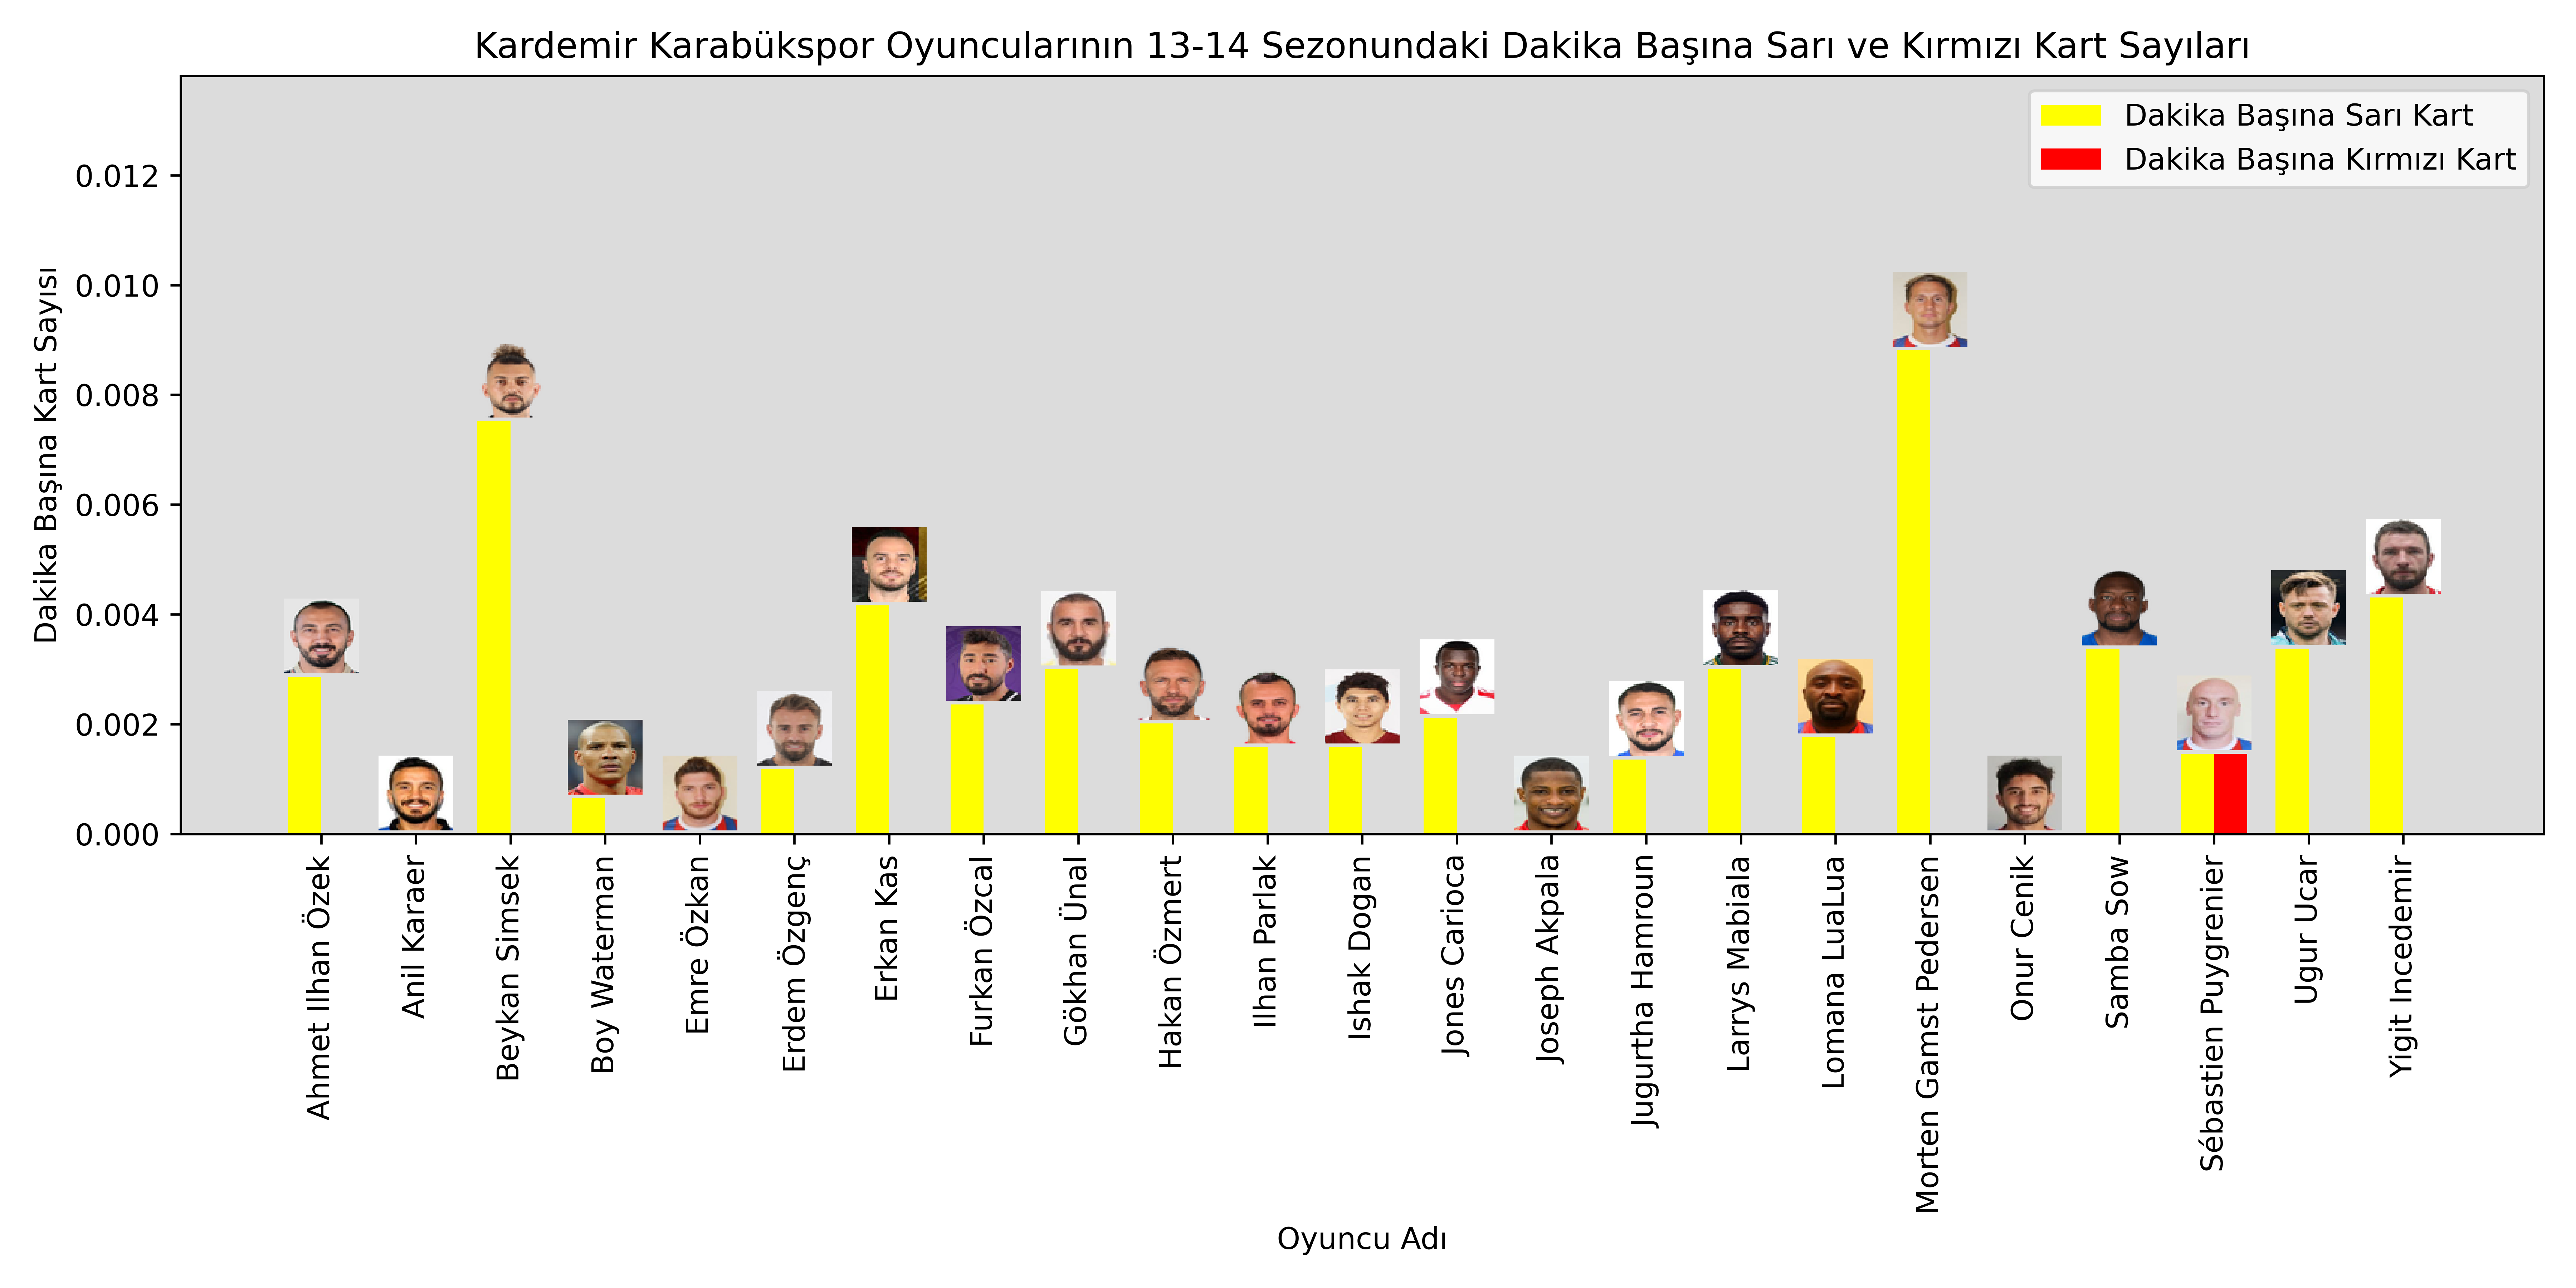 Kardemir Karabükspor Oyuncularının 13-14 Sezonundaki Dakika Başına Sarı ve Kırmızı Kart Sayıları
Dakika Başına Sarı Kart
Dakika Başına Kırmızı Kart
Dakika Başına Kart Sayısı
0.012
0.010
0.008
0.006
0.004
0.002
0.000
Ahmet Ilhan Özek
Anil Karaer
Beykan Simsek
Boy Waterman
Emre Özkan
Erdem Özgenç
Erkan Kas
Furkan Özcal
Gökhan Ünal
Hakan Özmert
Ilhan Parlak
Ishak Dogan
Jones Carioca
Joseph Akpala
Jugurtha Hamroun
Larrys Mabiala
Lomana LuaLua
Morten Gamst Pedersen
Onur Cenik
Samba Sow
Sébastien Puygrenier
Ugur Ucar
Yigit Incedemir
Oyuncu Adı